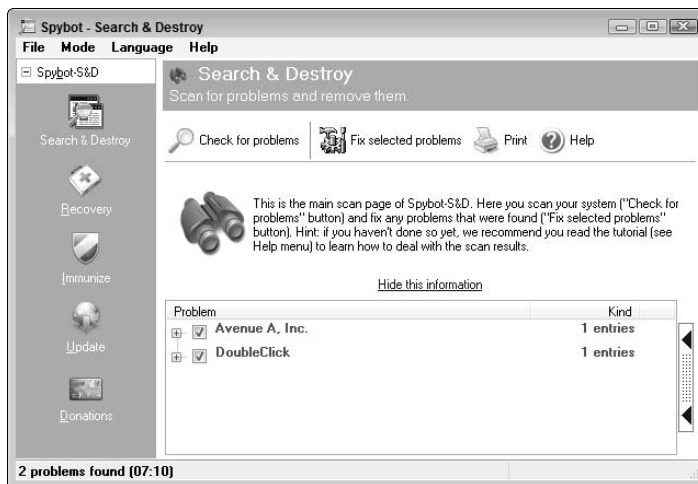 Spybot - Search & Destroy
File Mode Language Help
Spybot-S&D
Search & Destroy
Recovery
Immunize
Update
Donations
Search & Destroy
Scan for problems and remove them.
Check for problems Fix selected problems Print Help
This is the main scan page of Spybot-S&D. Here you scan your system ("Check for
problems" button) and fix any problems that were found ("Fix selected problems"
button). Hint: if you haven't done so yet, we recommend you read the tutorial (see
Help menu) to learn how to deal with the scan results.
Hide this information
Problem Kind
Avenue A, Inc. 1 entries
DoubleClick 1 entries
2 problems found (07:10)